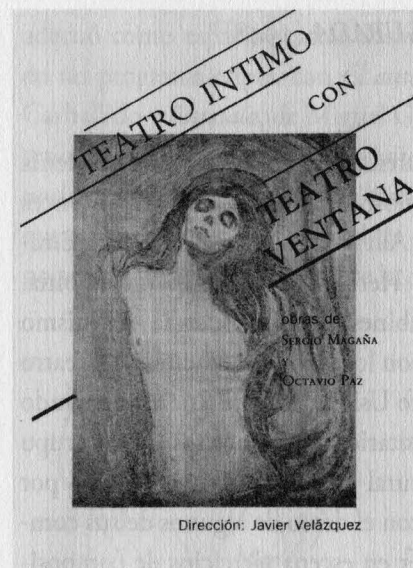 TEATRO INTIMO
CON
TEATRO
VENTANA
obras de:
SERGIO MAGAÑA
y
OCTAVIO PAZ
Dirección: Javier Velázquez